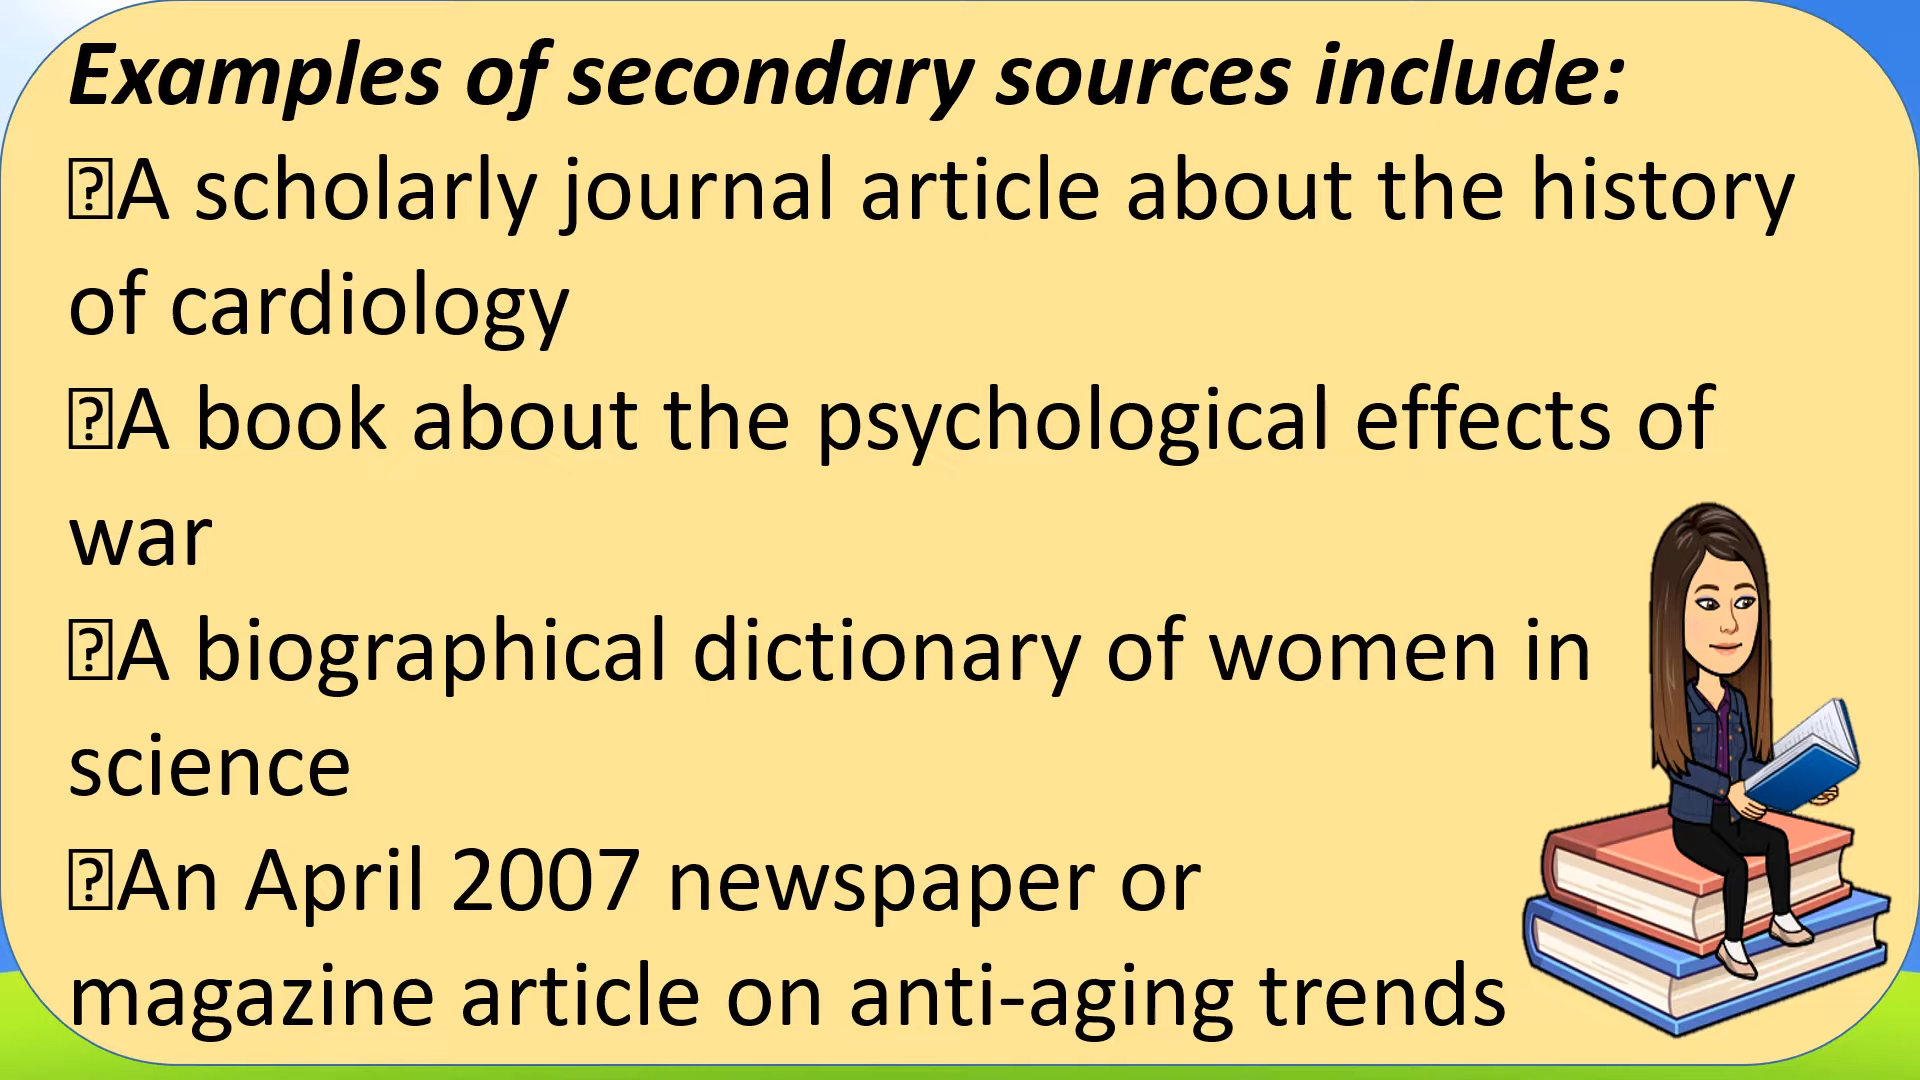 Examples of secondary sources include:
⍰A scholarly journal article about the history
of cardiology
⍰A book about the psychological effects of
war
⍰A biographical dictionary of women in
science
⍰An April 2007 newspaper or
magazine article on anti-aging trends